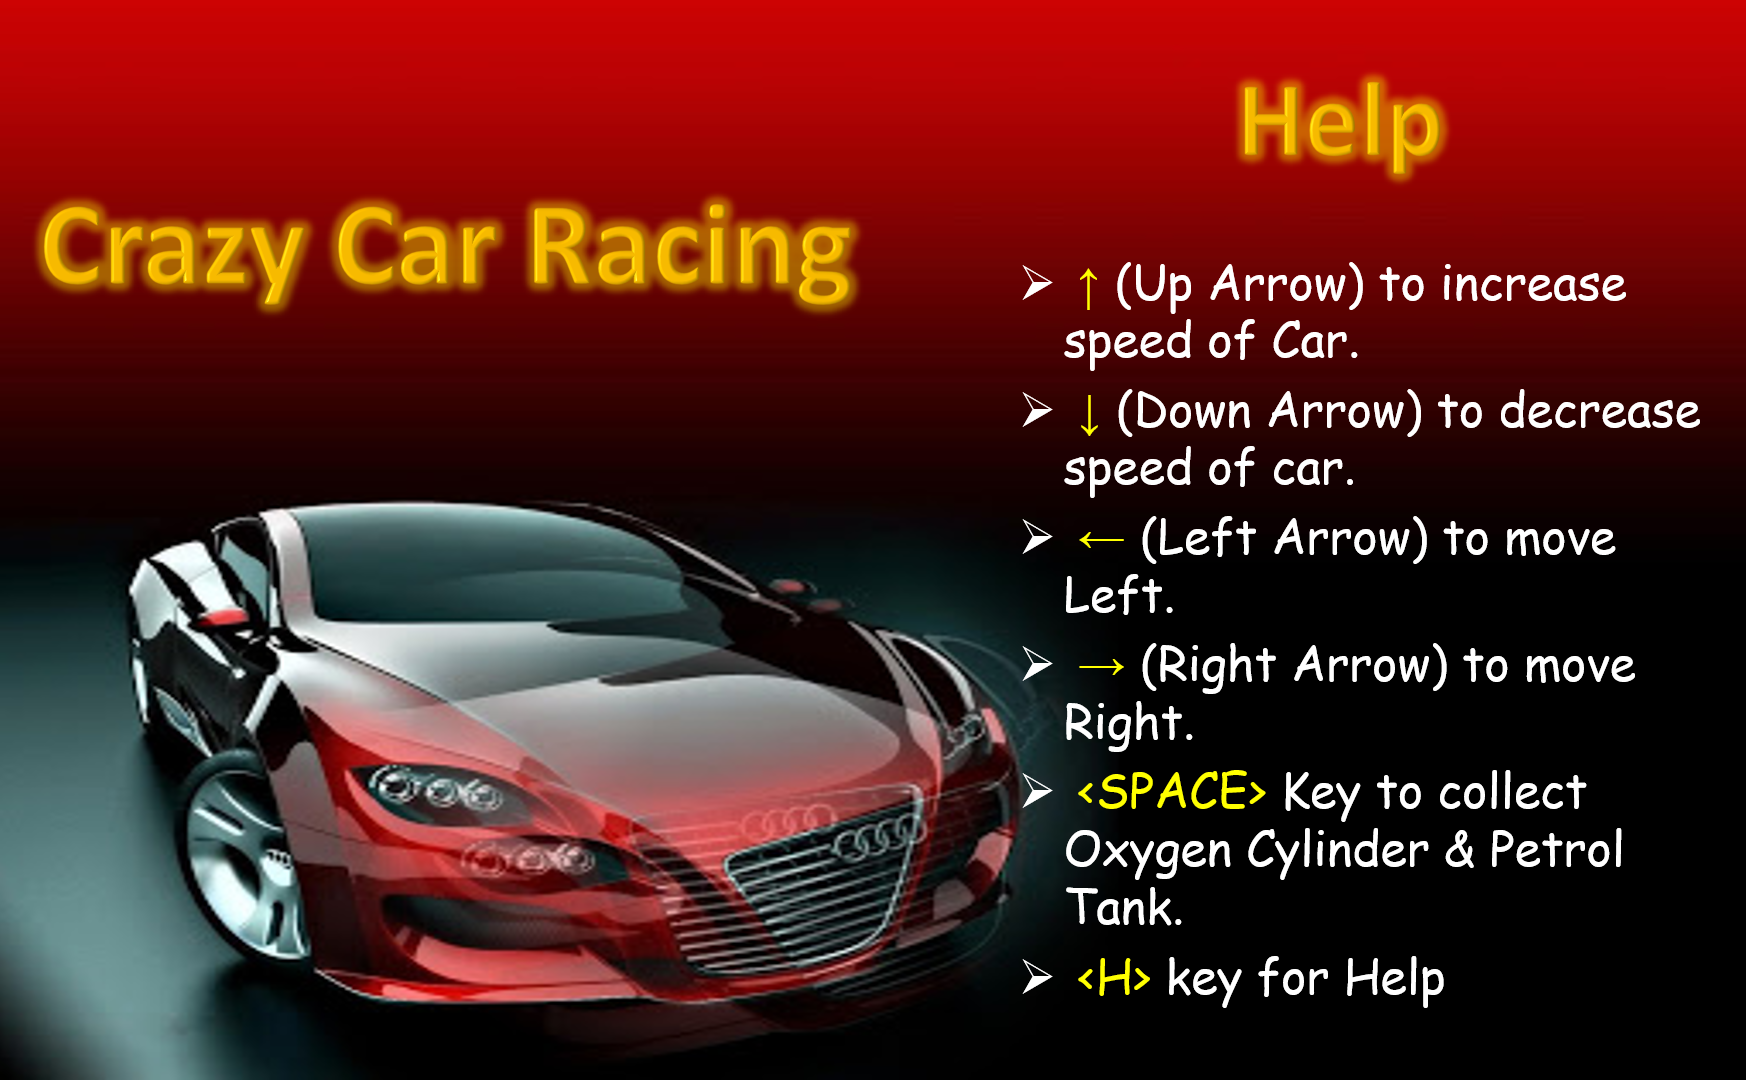 Crazy Car Racing
Help
➢ ↑ (Up Arrow) to increase
speed of Car.
➢ ↓ (Down Arrow) to decrease
speed of car.
➢ ← (Left Arrow) to move
Left.
➢ → (Right Arrow) to move
Right.
➢ <SPACE> Key to collect
Oxygen Cylinder & Petrol
Tank.
➢ <H> key for Help